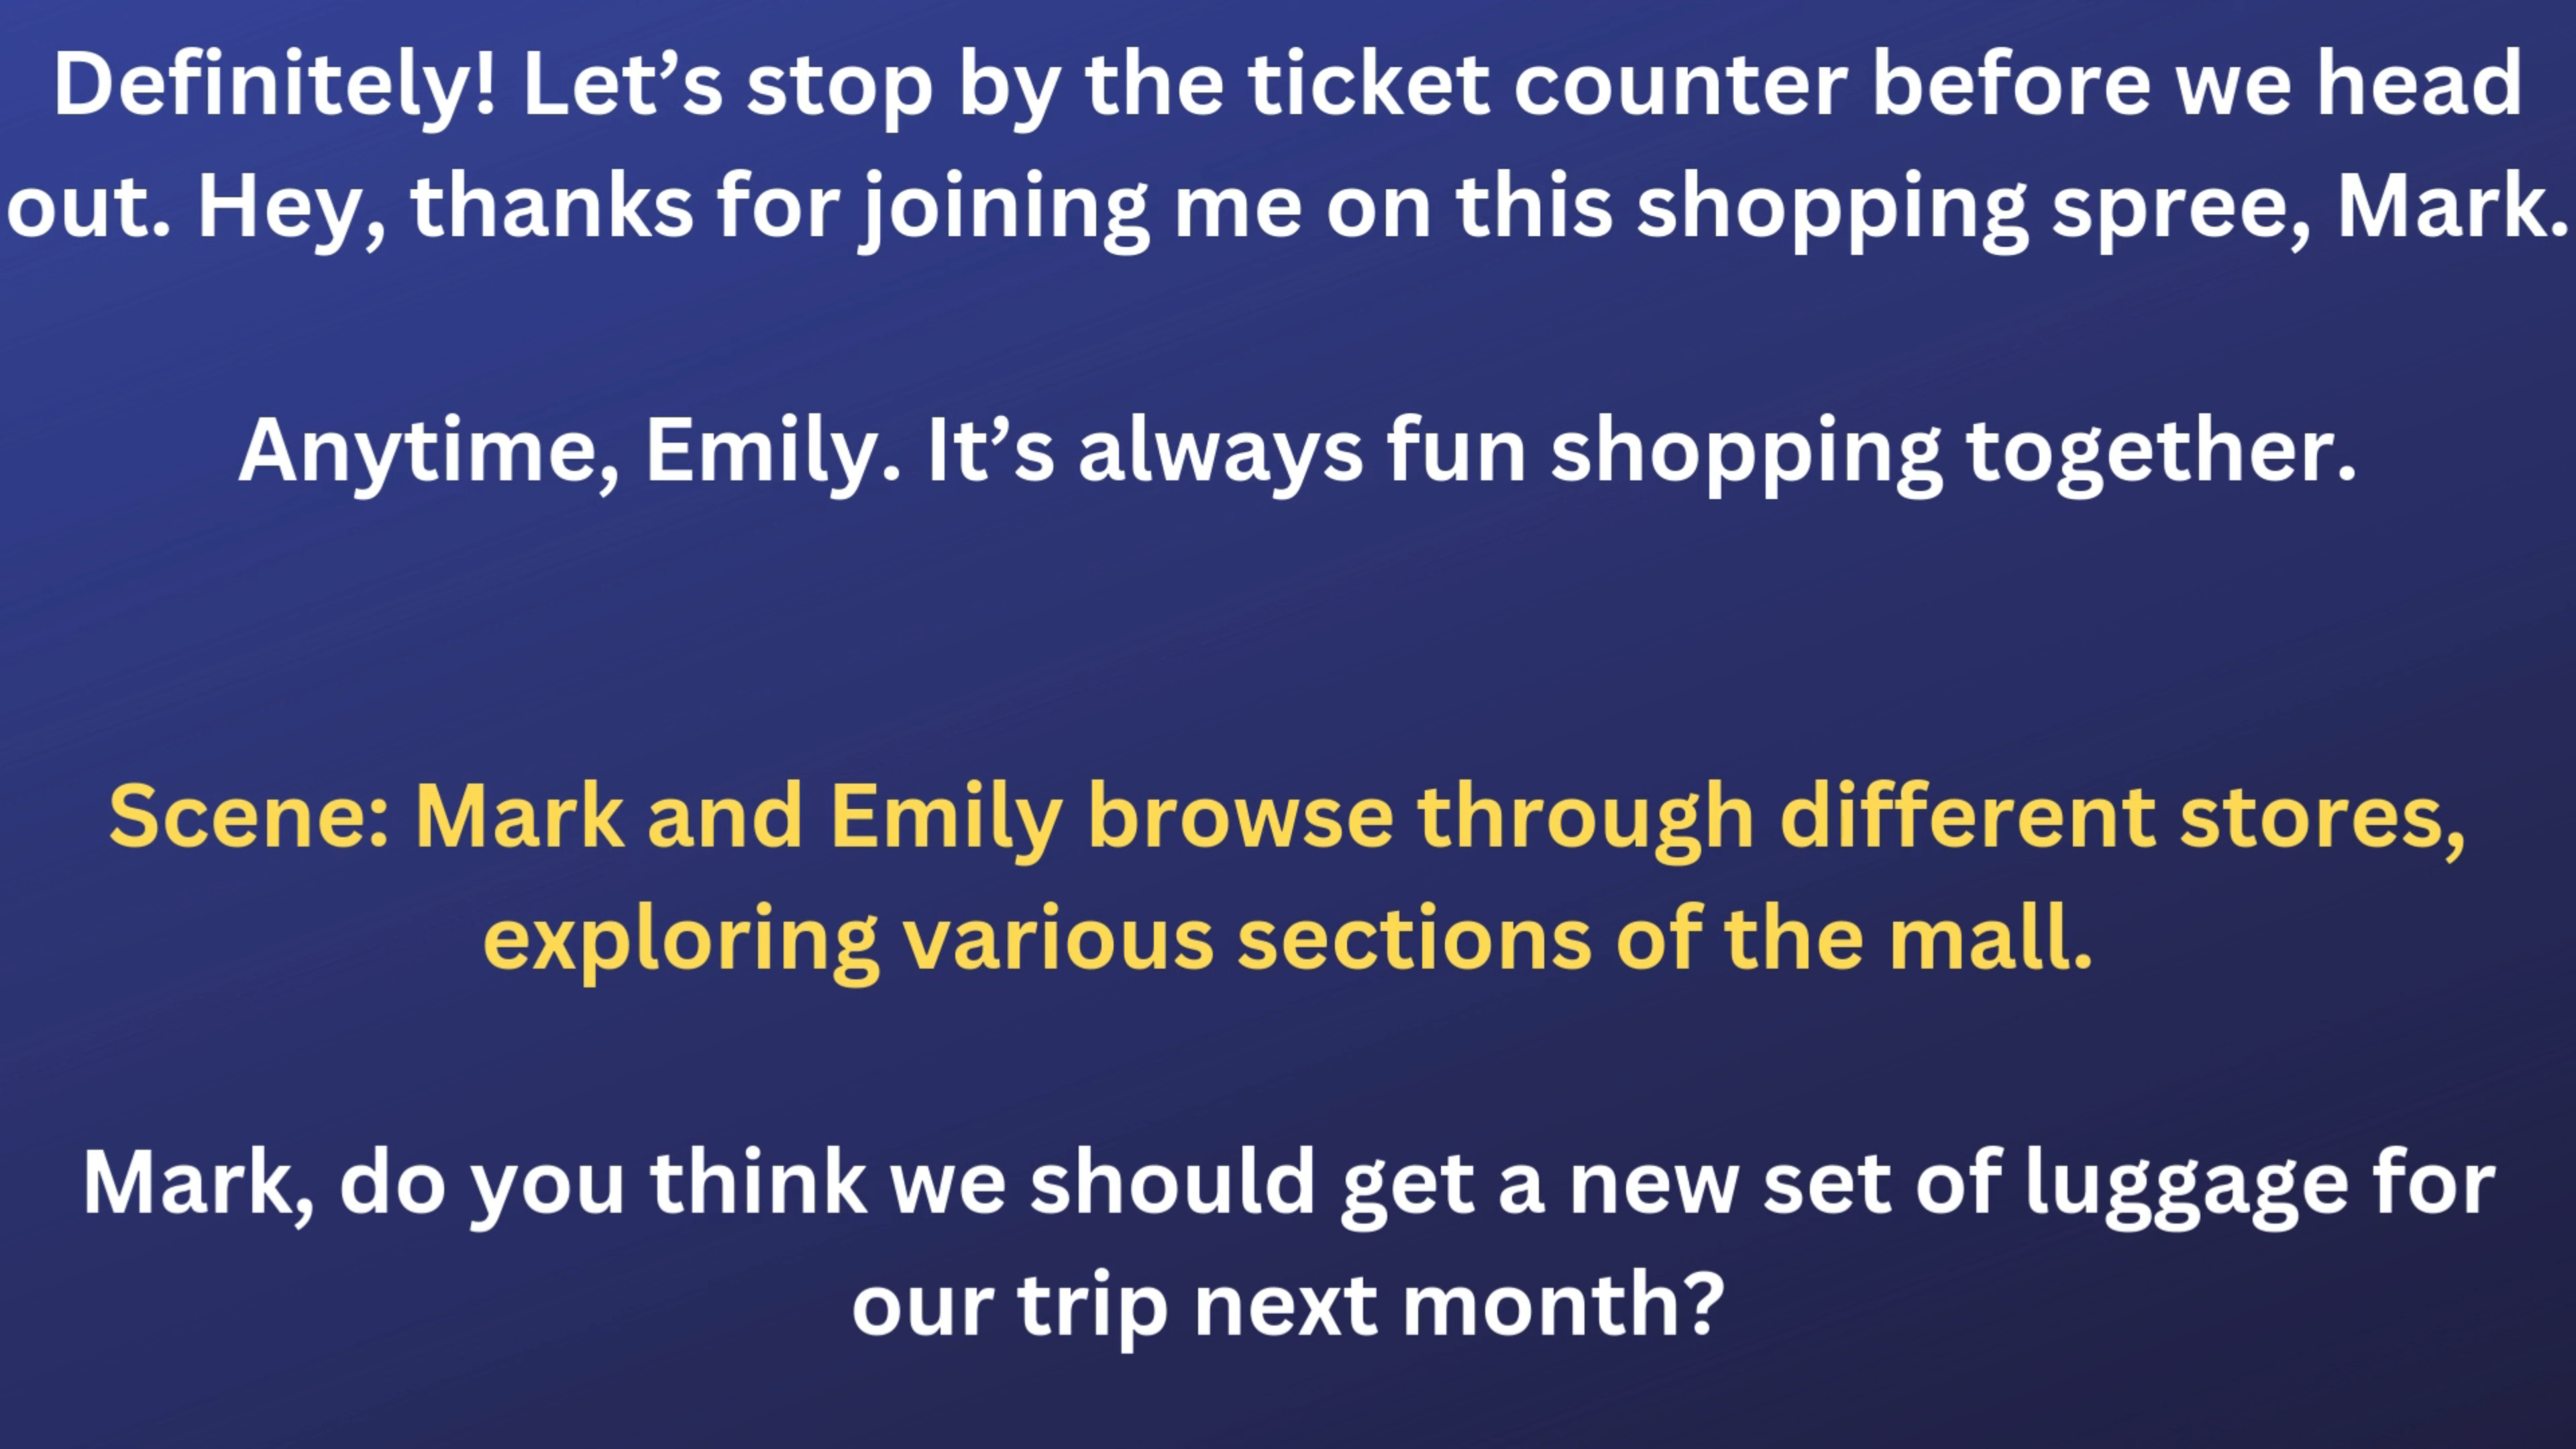 Definitely! Let’s stop by the ticket counter before we head
out. Hey, thanks for joining me on this shopping spree, Mark.
Anytime, Emily. It’s always fun shopping together.
Scene: Mark and Emily browse through different stores,
exploring various sections of the mall.
Mark, do you think we should get a new set of luggage for
our trip next month?